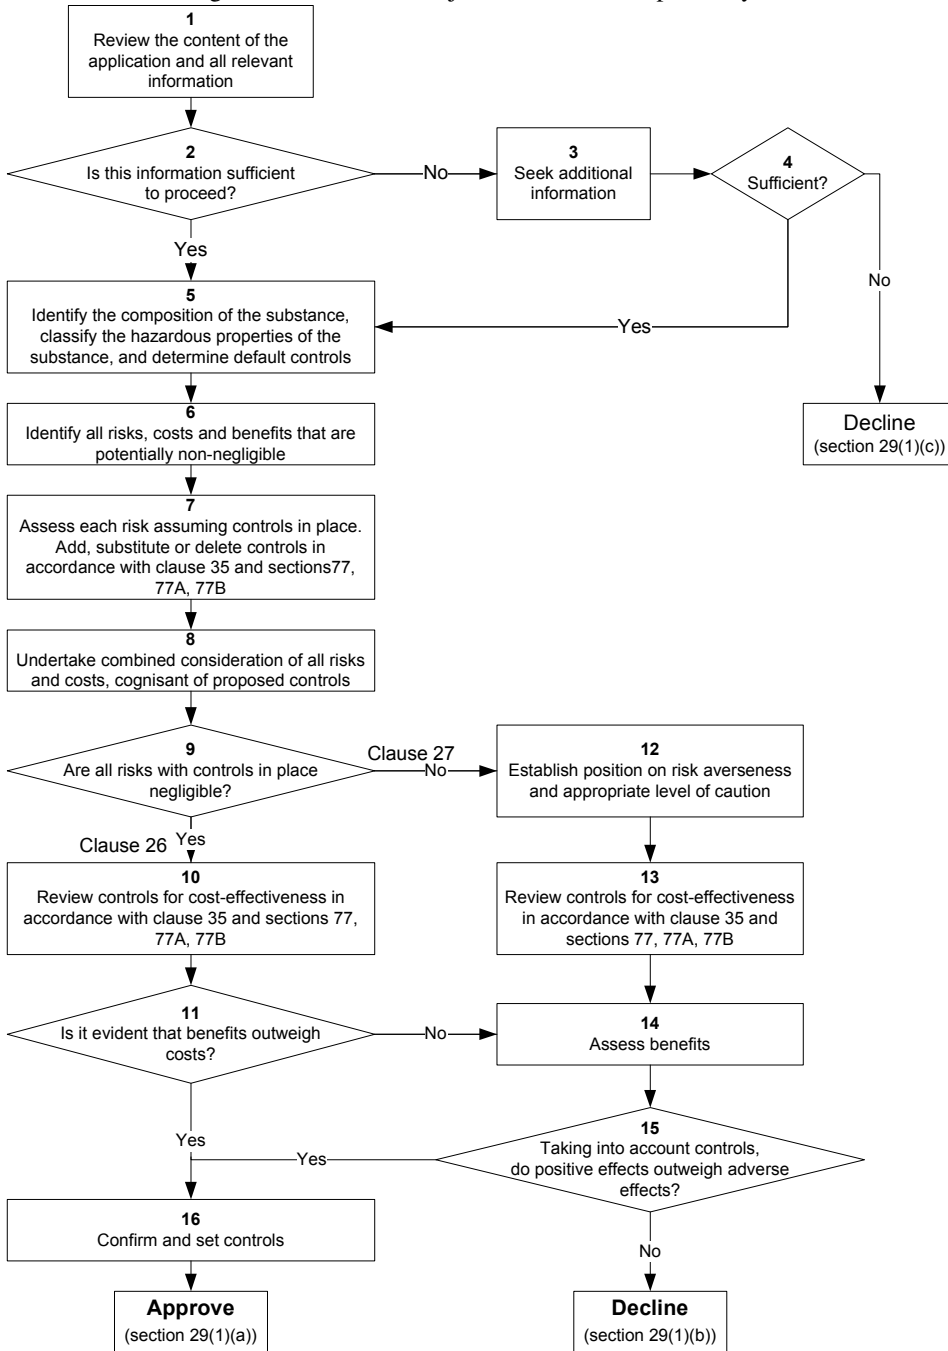 1
Review the content of the
application and all relevant
information
2
Is this information sufficient
to proceed?
No
3
Seek additional
information
4
Sufficient?
Yes
No
5
Identify the composition of the substance,
classify the hazardous properties of the
substance, and determine default controls
Yes
6
Identify all risks, costs and benefits that are
potentially non-negligible
Decline
(section 29(1)(c))
7
Assess each risk assuming controls in place.
Add, substitute or delete controls in
accordance with clause 35 and sections77,
77A, 77B
8
Undertake combined consideration of all risks
and costs, cognisant of proposed controls
9
Are all risks with controls in place
negligible?
Clause 27
No
12
Establish position on risk averseness
and appropriate level of caution
Clause 26
Yes
10
Review controls for cost-effectiveness in
accordance with clause 35 and sections 77,
77A, 77B
13
Review controls for cost-effectiveness
in accordance with clause 35 and
sections 77, 77A, 77B
11
Is it evident that benefits outweigh
costs?
No
14
Assess benefits
Yes
15
Taking into account controls,
do positive effects outweigh adverse
effects?
Yes
16
Confirm and set controls
No
Approve
(section 29(1)(a))
Decline
(section 29(1)(b))